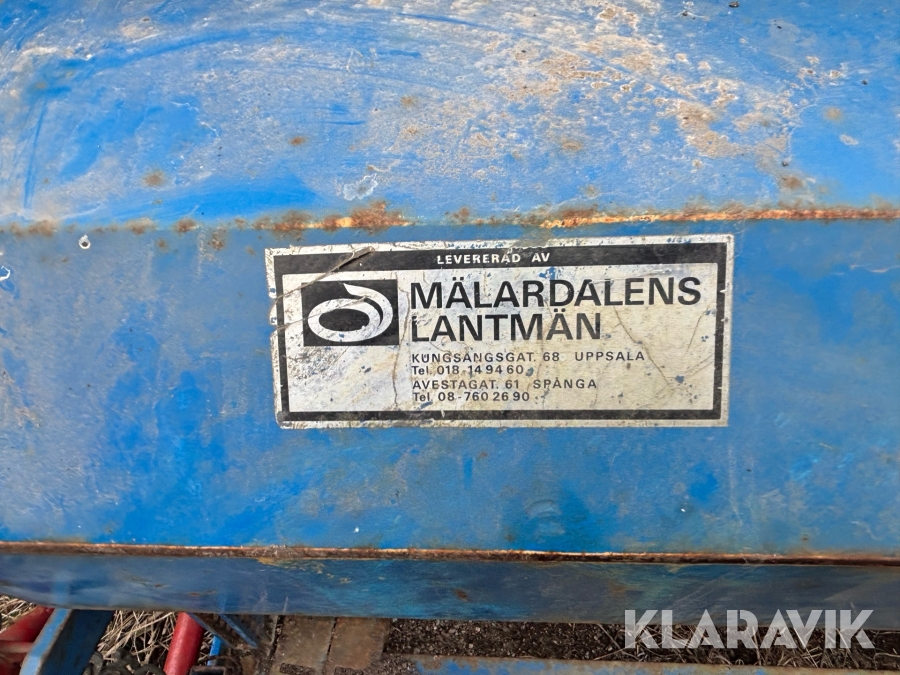 LEVERERAD AV
MÄLARDALENS
LANTMÄN
KUNGSÄNGSGAT. 68 UPPSALA
Tel. 018-14 94 60
AVESTAGAT. 61 SPÅNGA
Tel. 08-760 26 90
KLARAVIK